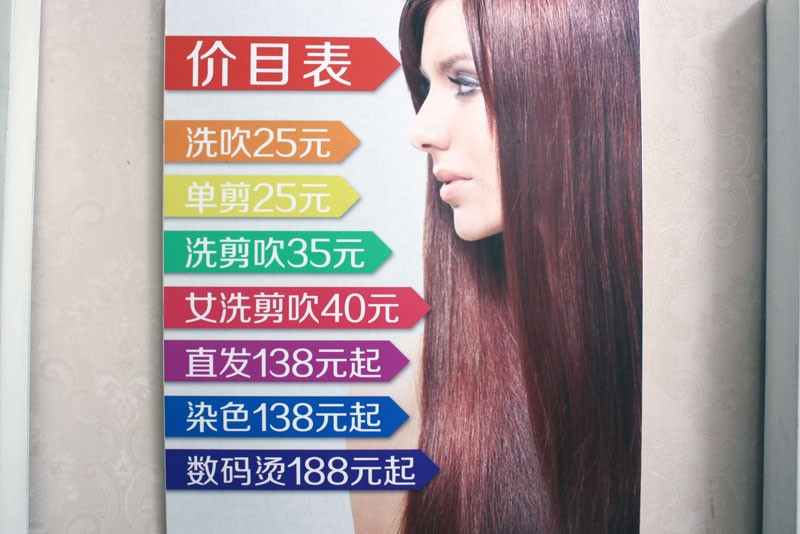 价目表
洗吹25元
单剪25元
洗剪吹35元
女洗剪吹40元
直发138元起
染色138元起
数码烫188元起